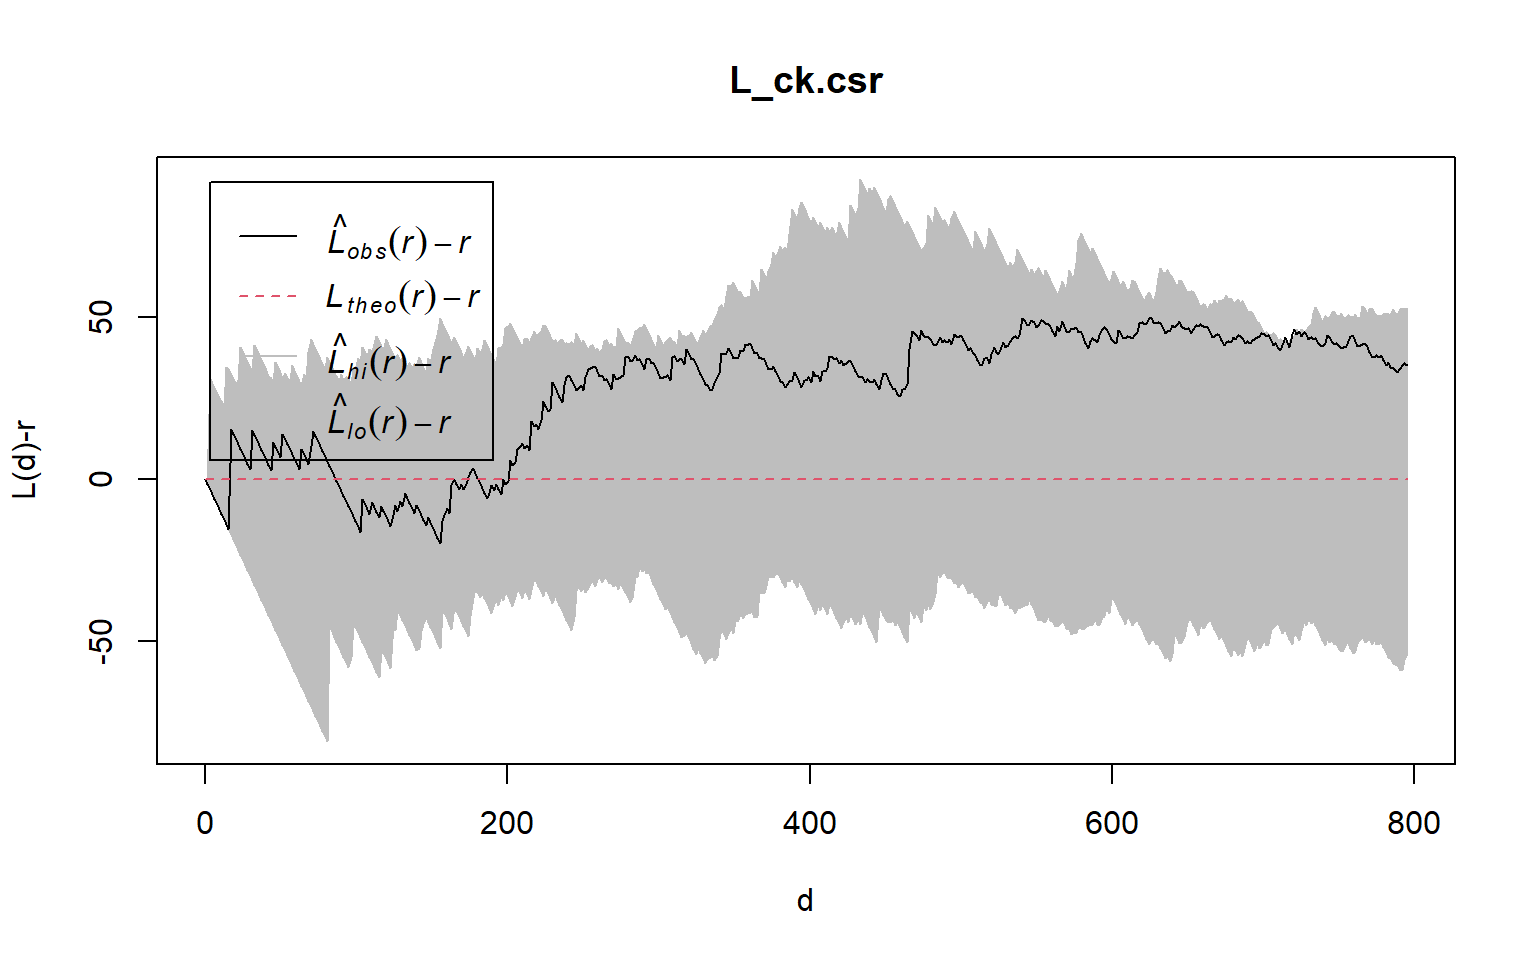 L_ck.csr
L̂obs(r) − r
Ltheo(r) − r
L̂hi(r) − r
L̂lo(r) − r
L(d)-r
50
0
-50
0 200 400 600 800
d